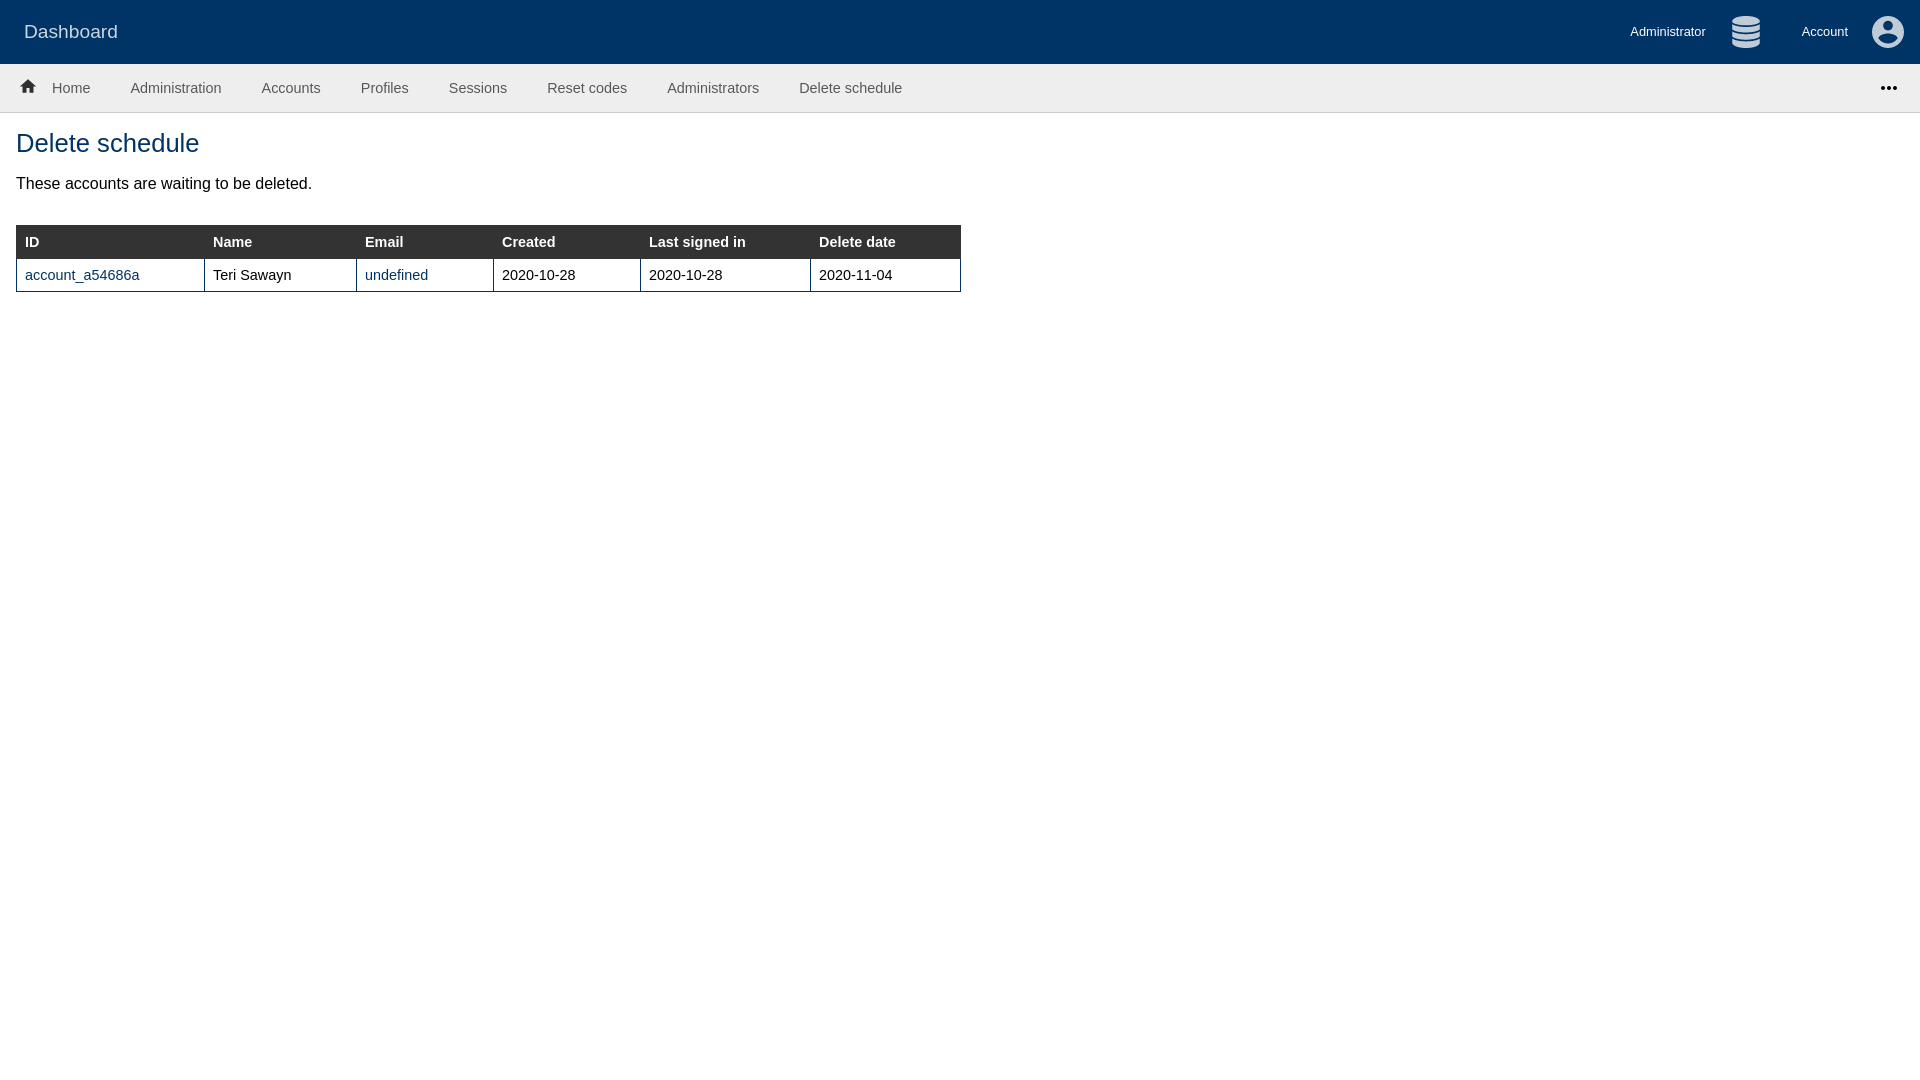 Dashboard
Administrator
Account
Home Administration Accounts Profiles Sessions Reset codes Administrators Delete schedule
Delete schedule
These accounts are waiting to be deleted.
ID Name Email Created Last signed in Delete date
account_a54686a Teri Sawayn undefined 2020-10-28 2020-10-28 2020-11-04